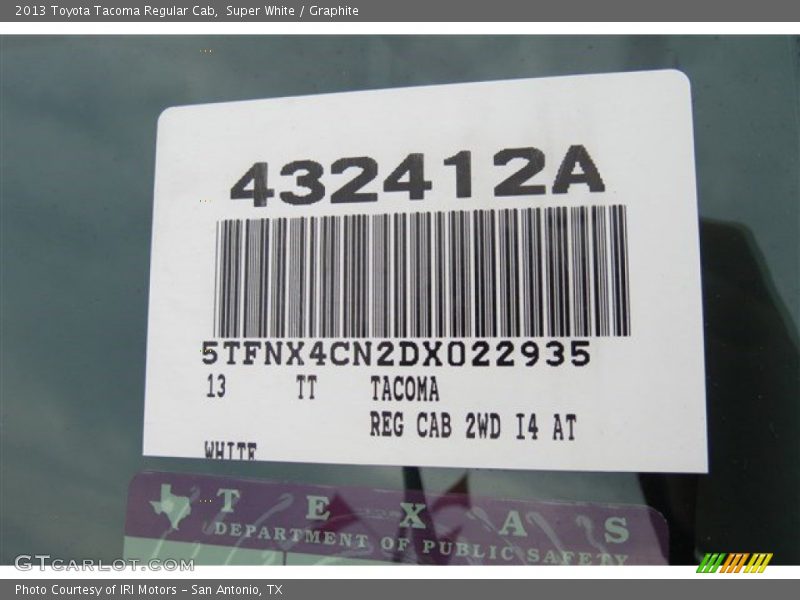 2013 Toyota Tacoma Regular Cab, Super White / Graphite
432412A
5TFNX4CN2DX022935
13 TT TACOMA
REG CAB 2WD I4 AT
WHITE
TEXAS
DEPARTMENT OF PUBLIC SAFETY
GTcarlot.com
Photo Courtesy of IRI Motors – San Antonio, TX